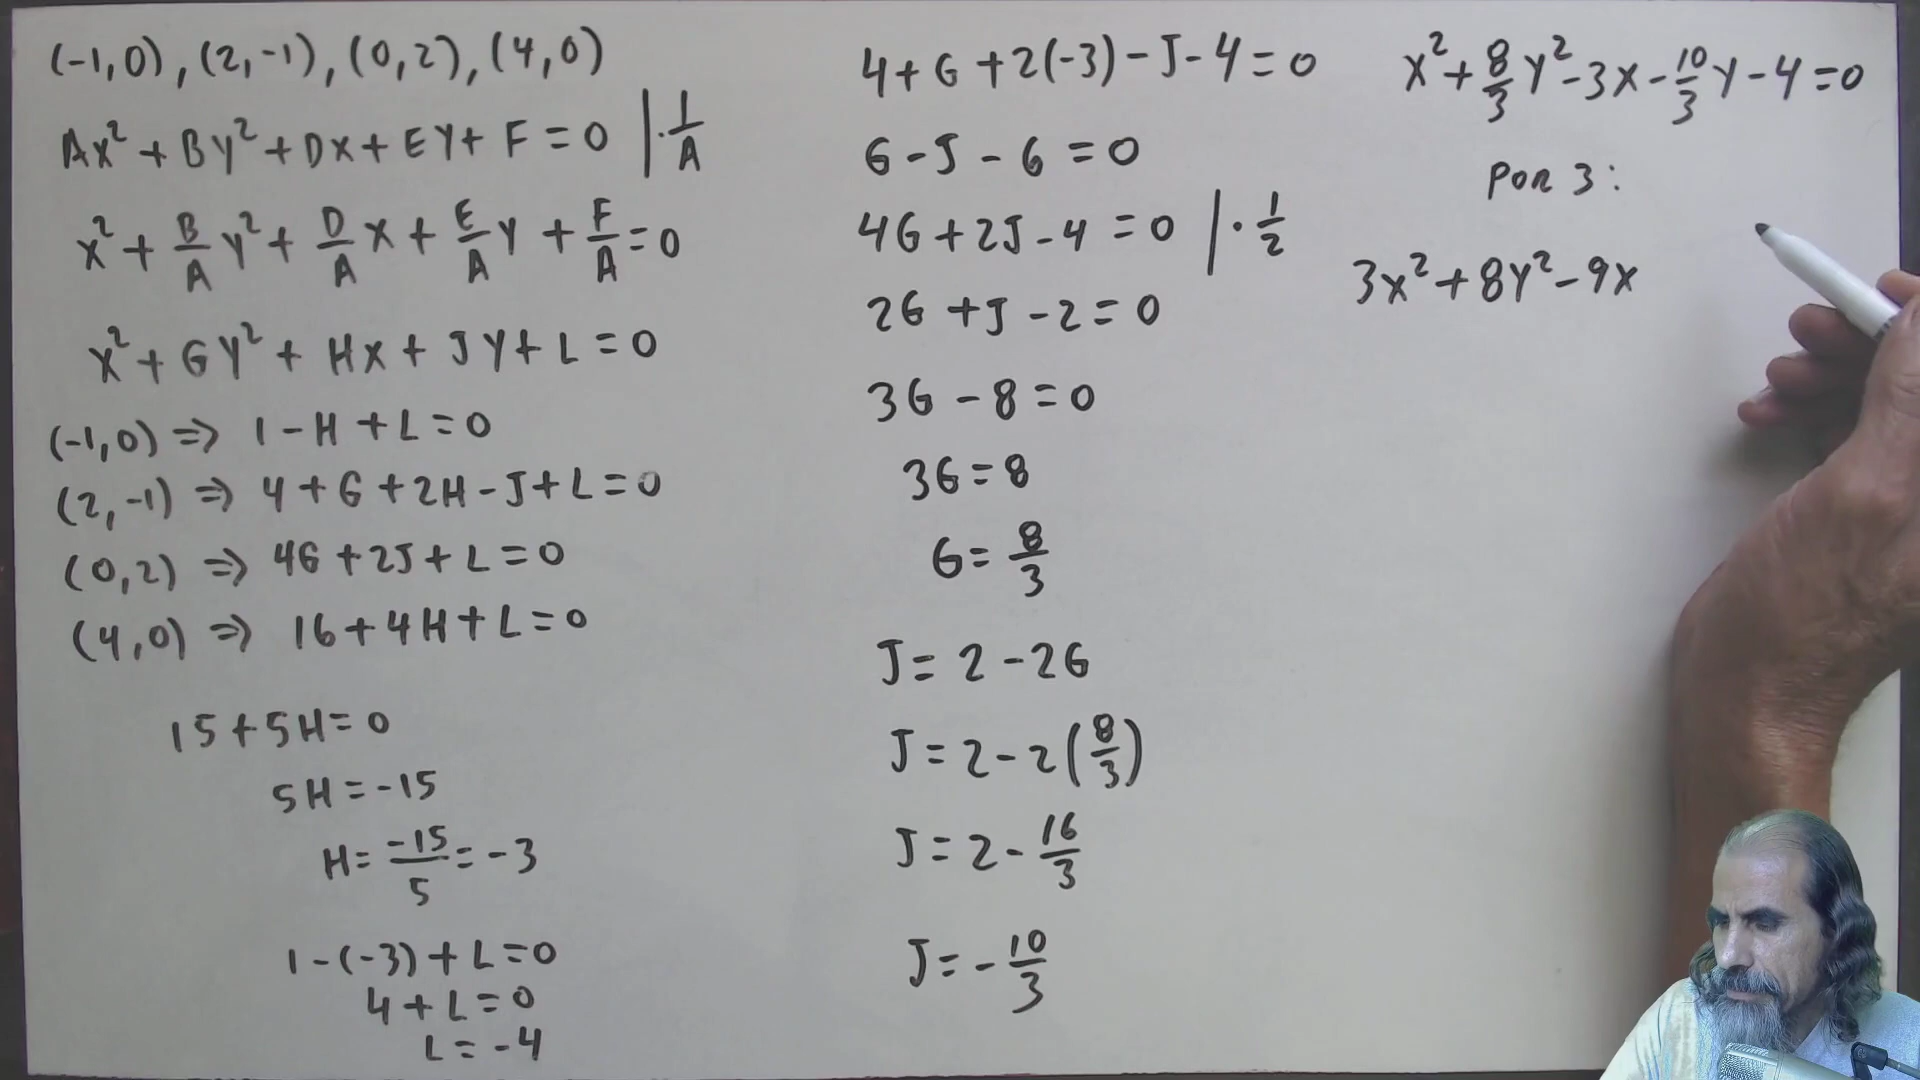 (-1,0), (2,-1), (0,2), (4,0)
Ax² + By² + Dx + Ey + F = 0 | · 1/A
x² + B/A y² + D/A x + E/A y + F/A = 0
x² + Gy² + Hx + Jy + L = 0
(-1,0) => 1 - H + L = 0
(2,-1) => 4 + G + 2H - J + L = 0
(0,2) => 4G + 2J + L = 0
(4,0) => 16 + 4H + L = 0
15 + 5H = 0
5H = -15
H = -15/5 = -3
1 - (-3) + L = 0
4 + L = 0
L = -4
4 + G + 2(-3) - J - 4 = 0
G - J - 6 = 0
4G + 2J - 4 = 0 | · 1/2
2G + J - 2 = 0
3G - 8 = 0
3G = 8
G = 8/3
J = 2 - 2G
J = 2 - 2(8/3)
J = 2 - 16/3
J = - 10/3
x² + 8/3 y² - 3x - 10/3 y - 4 = 0
Por 3:
3x² + 8y² - 9x